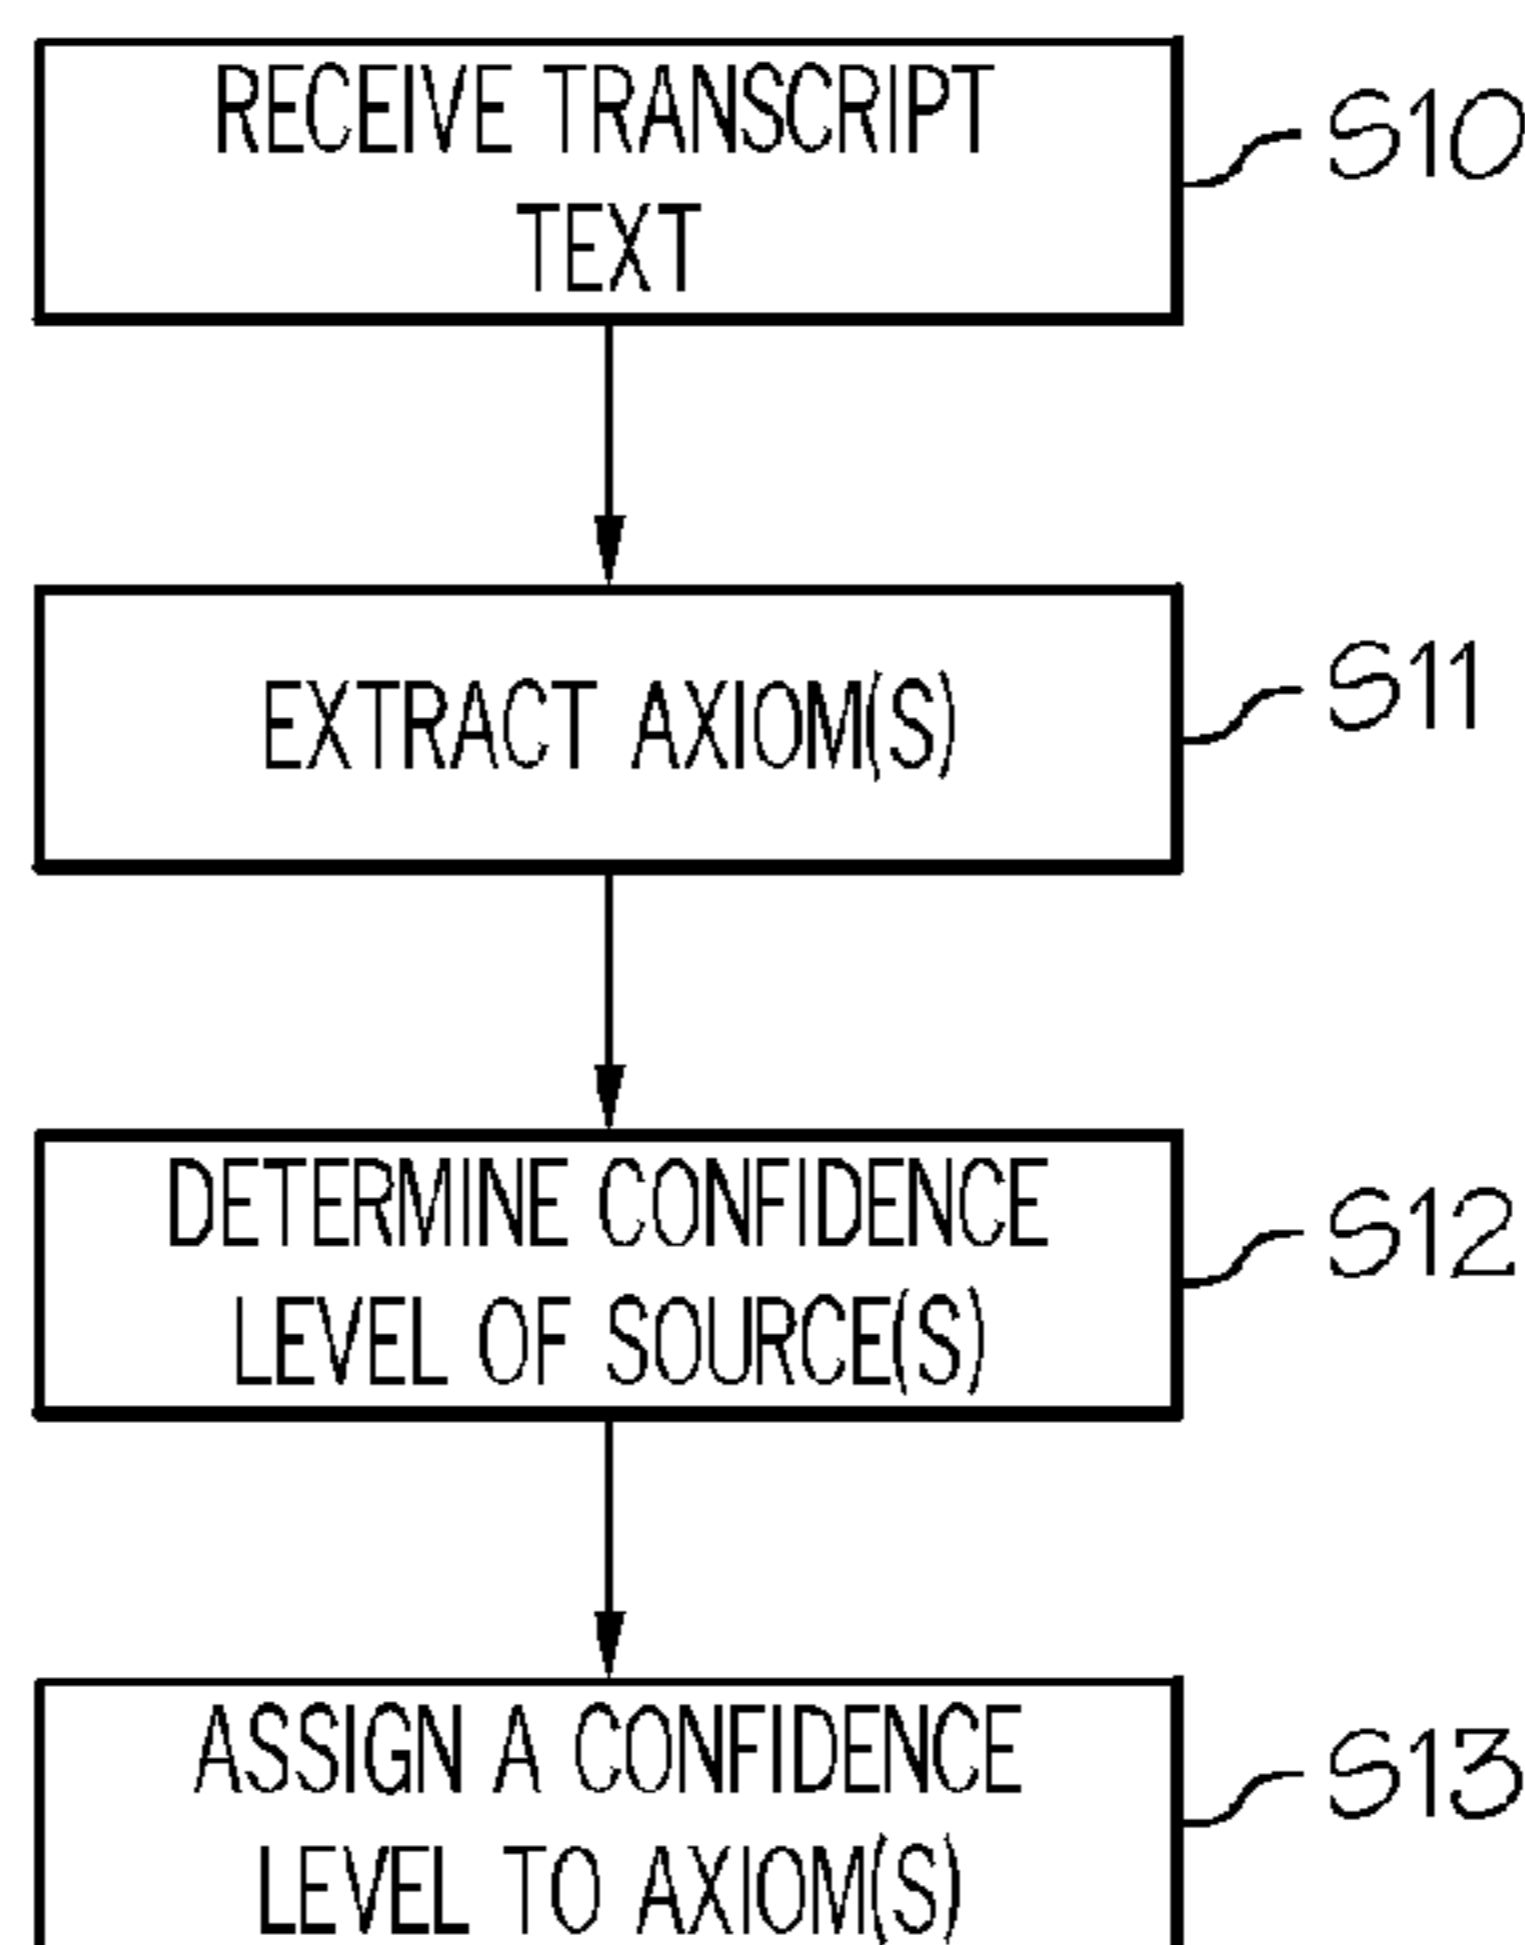 RECEIVE TRANSCRIPT
TEXT
S10
EXTRACT AXIOM(S)
S11
DETERMINE CONFIDENCE
LEVEL OF SOURCE(S)
S12
ASSIGN A CONFIDENCE
LEVEL TO AXIOM(S)
S13